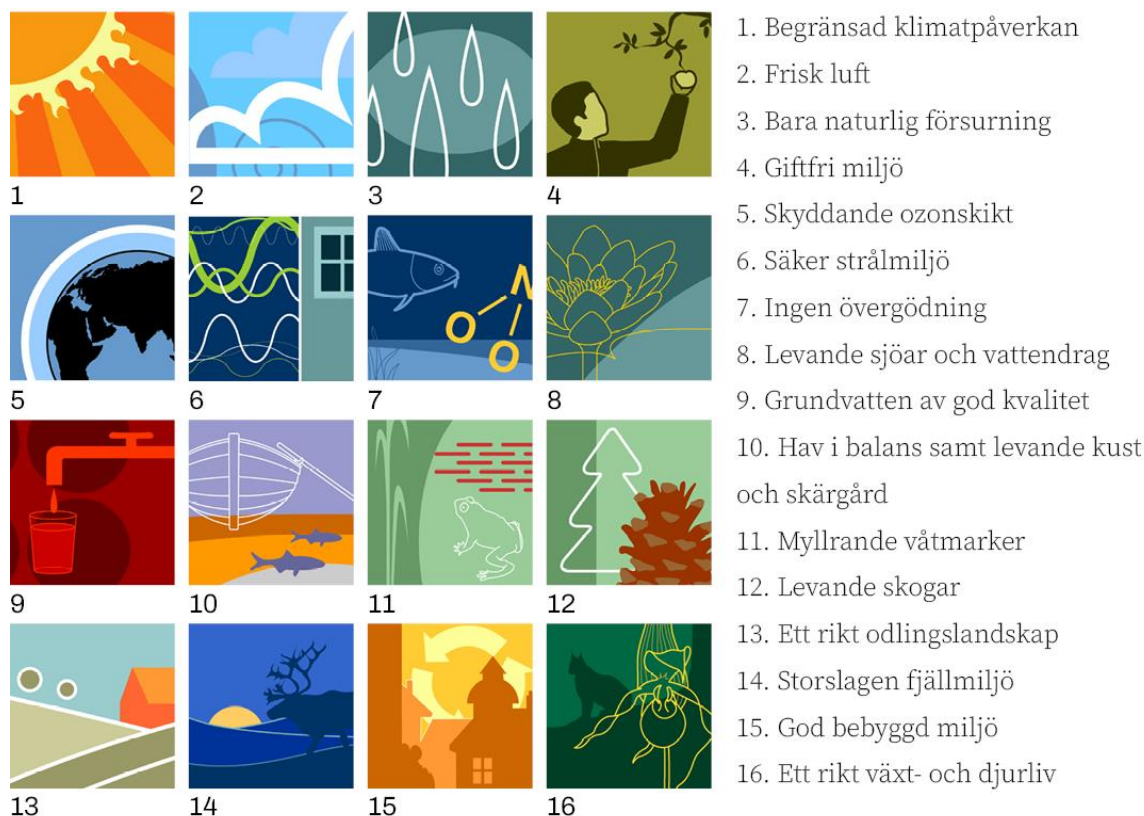 1
2
3
4
5
6
N
O
O
7
8
9
10
11
12
13
14
15
16
1. Begränsad klimatpåverkan
2. Frisk luft
3. Bara naturlig försurning
4. Giftfri miljö
5. Skyddande ozonskikt
6. Säker strålmiljö
7. Ingen övergödning
8. Levande sjöar och vattendrag
9. Grundvatten av god kvalitet
10. Hav i balans samt levande kust
och skärgård
11. Myllrande våtmarker
12. Levande skogar
13. Ett rikt odlingslandskap
14. Storslagen fjällmiljö
15. God bebyggd miljö
16. Ett rikt växt- och djurliv